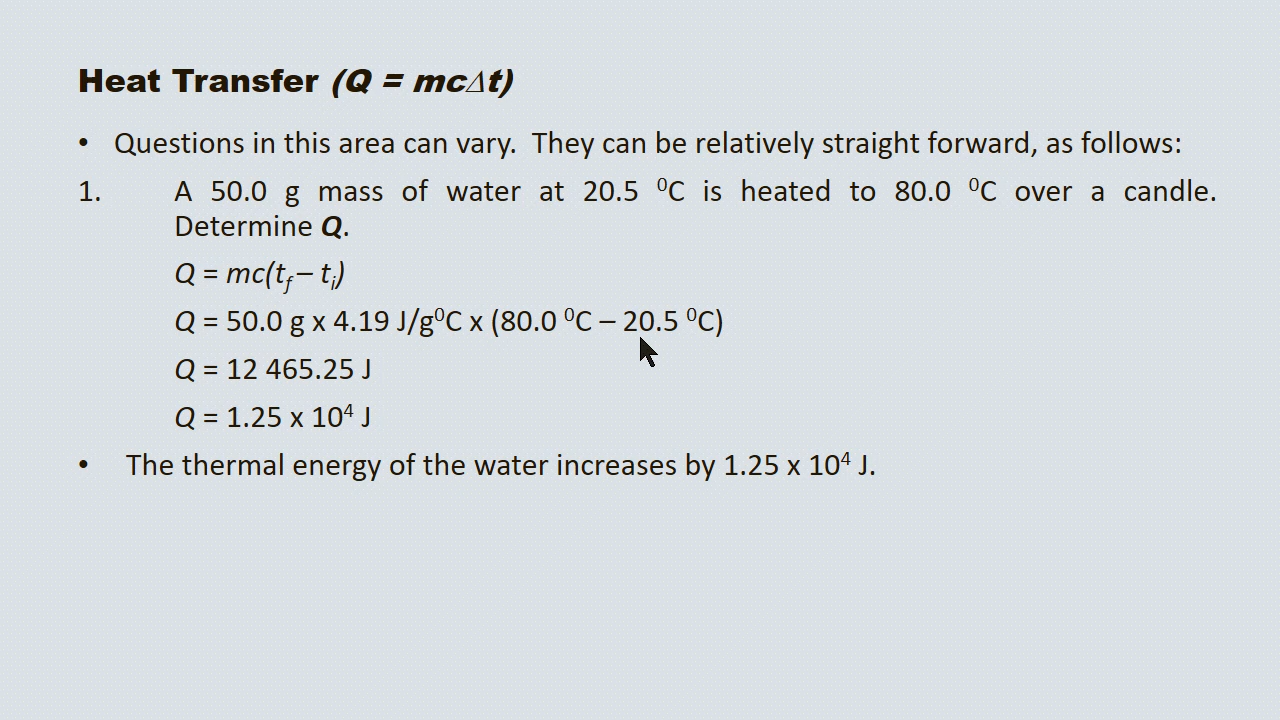 Heat Transfer (Q = mc∆t)
• Questions in this area can vary.  They can be relatively straight forward, as follows:
1. A 50.0 g mass of water at 20.5 ⁰C is heated to 80.0 ⁰C over a candle.
Determine Q.
Q = mc(t_f – t_i)
Q = 50.0 g x 4.19 J/g⁰C x (80.0 ⁰C – 20.5 ⁰C)
Q = 12 465.25 J
Q = 1.25 x 10⁴ J
• The thermal energy of the water increases by 1.25 x 10⁴ J.